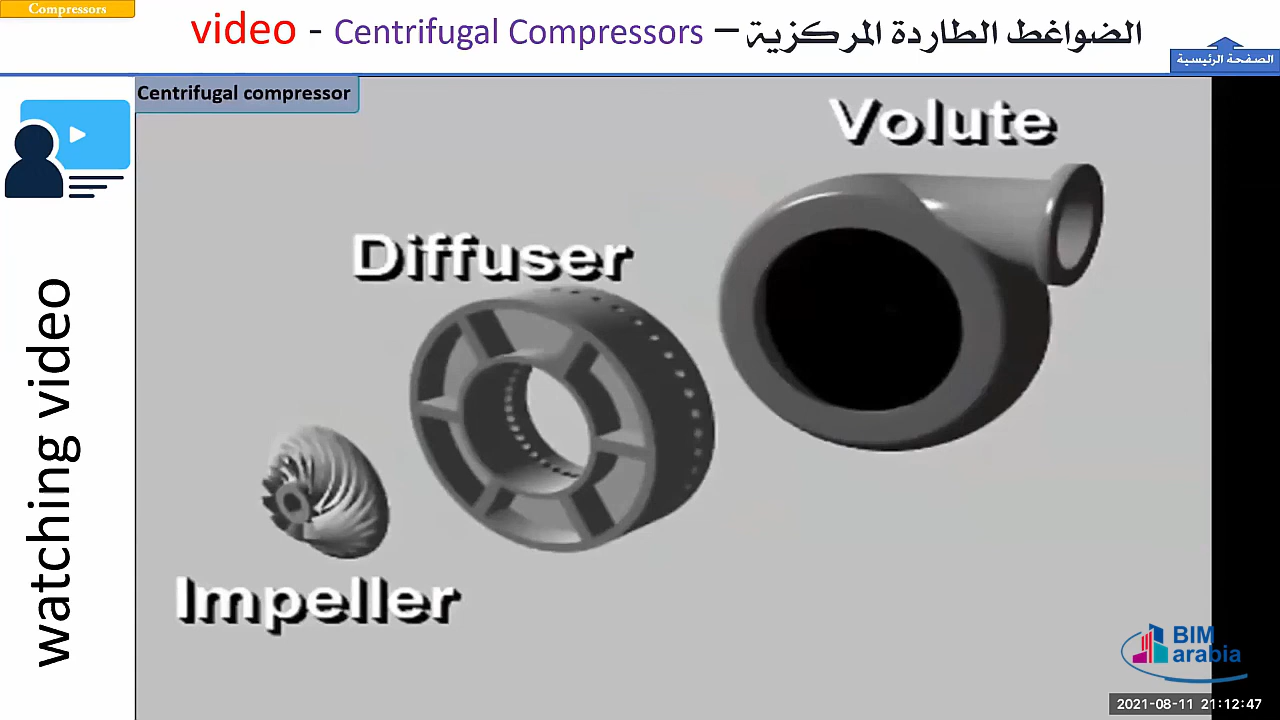 Compressors
video - Centrifugal Compressors – الضواغط الطاردة المركزية
الصفحة الرئيسية
Centrifugal compressor
watching video
Volute
Diffuser
Impeller
BIM
arabia
2021-08-11 21:12:47